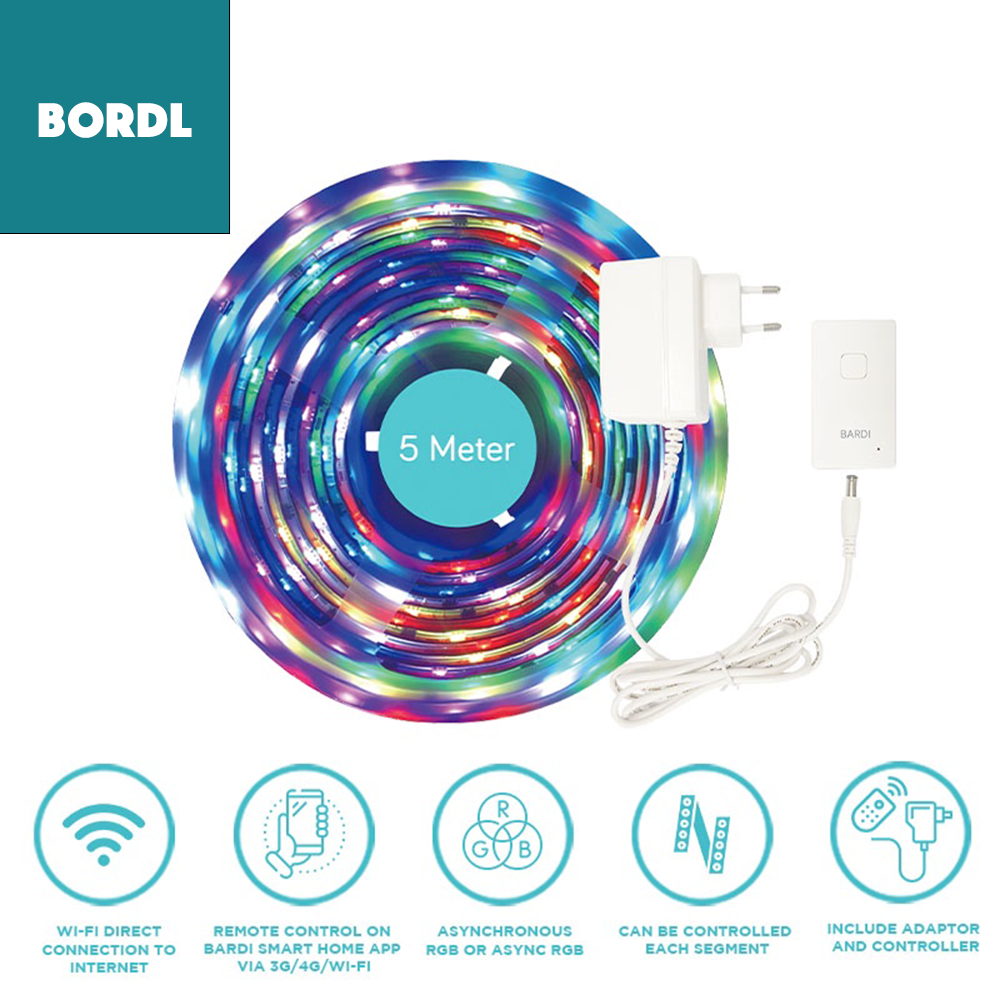 BORDL
5 Meter
BARDI
R
G B
WI-FI DIRECT
CONNECTION TO
INTERNET
REMOTE CONTROL ON
BARDI SMART HOME APP
VIA 3G/4G/WI-FI
ASYNCHRONOUS
RGB OR ASYNC RGB
CAN BE CONTROLLED
EACH SEGMENT
INCLUDE ADAPTOR
AND CONTROLLER